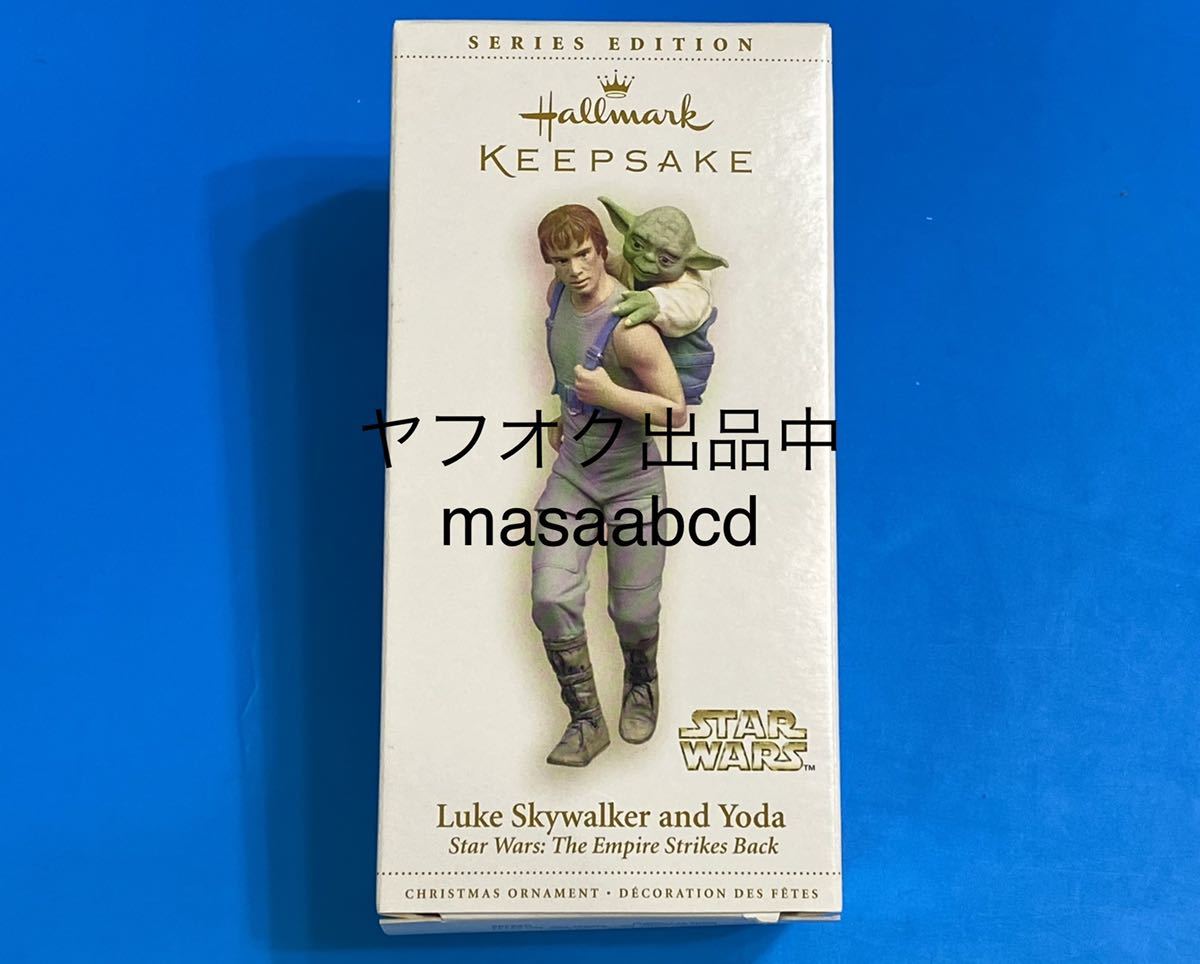 SERIES EDITION
Hallmark
KEEPSAKE
ヤフオク出品中
masaabcd
STAR
WARS™
Luke Skywalker and Yoda
Star Wars: The Empire Strikes Back
CHRISTMAS ORNAMENT • DÉCORATION DES FÊTES